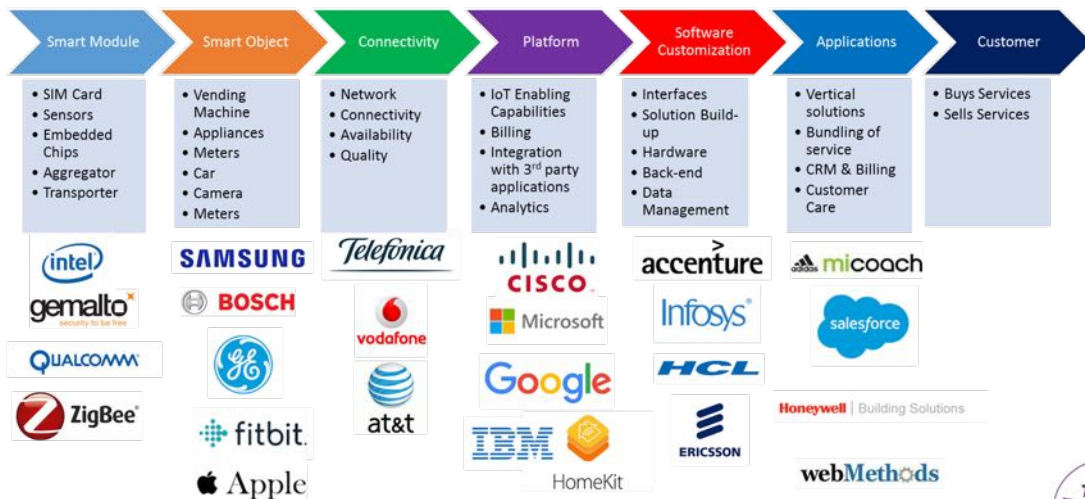 Smart Module
Smart Object
Connectivity
Platform
Software
Customization
Applications
Customer
• SIM Card
• Sensors
• Embedded
Chips
• Aggregator
• Transporter
• Vending
Machine
• Appliances
• Meters
• Car
• Camera
• Meters
• Network
• Connectivity
• Availability
• Quality
• IoT Enabling
Capabilities
• Billing
• Integration
with 3rd party
applications
• Analytics
• Interfaces
• Solution Build-
up
• Hardware
• Back-end
• Data
Management
• Vertical
solutions
• Bundling of
service
• CRM & Billing
• Customer
Care
• Buys Services
• Sells Services
intel
gemalto
security to be free
QUALCOMM
ZigBee
SAMSUNG
BOSCH
GE
fitbit
Apple
Telefónica
vodafone
at&t
CISCO
Microsoft
Google
IBM
HomeKit
accenture
Infosys
HCL
ERICSSON
adidas micoach
salesforce
Honeywell | Building Solutions
webMethods